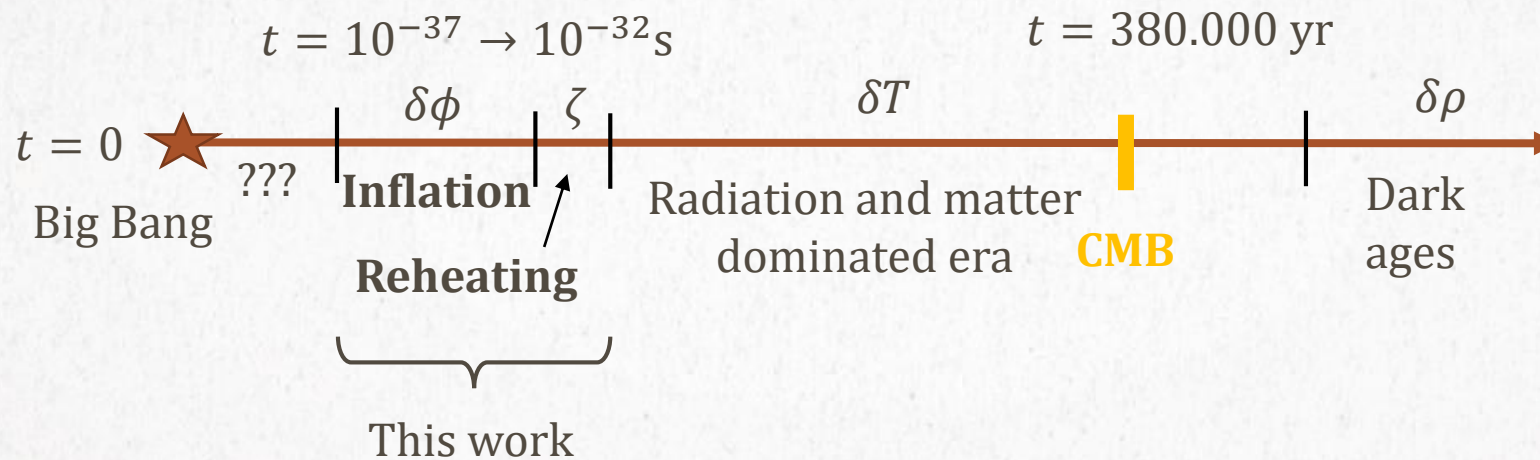 t = 10⁻³⁷ → 10⁻³²s
t = 380.000 yr
δϕ
ζ
δT
δρ
t = 0
???
Big Bang
Inflation
Reheating
Radiation and matter
dominated era
CMB
Dark
ages
This work